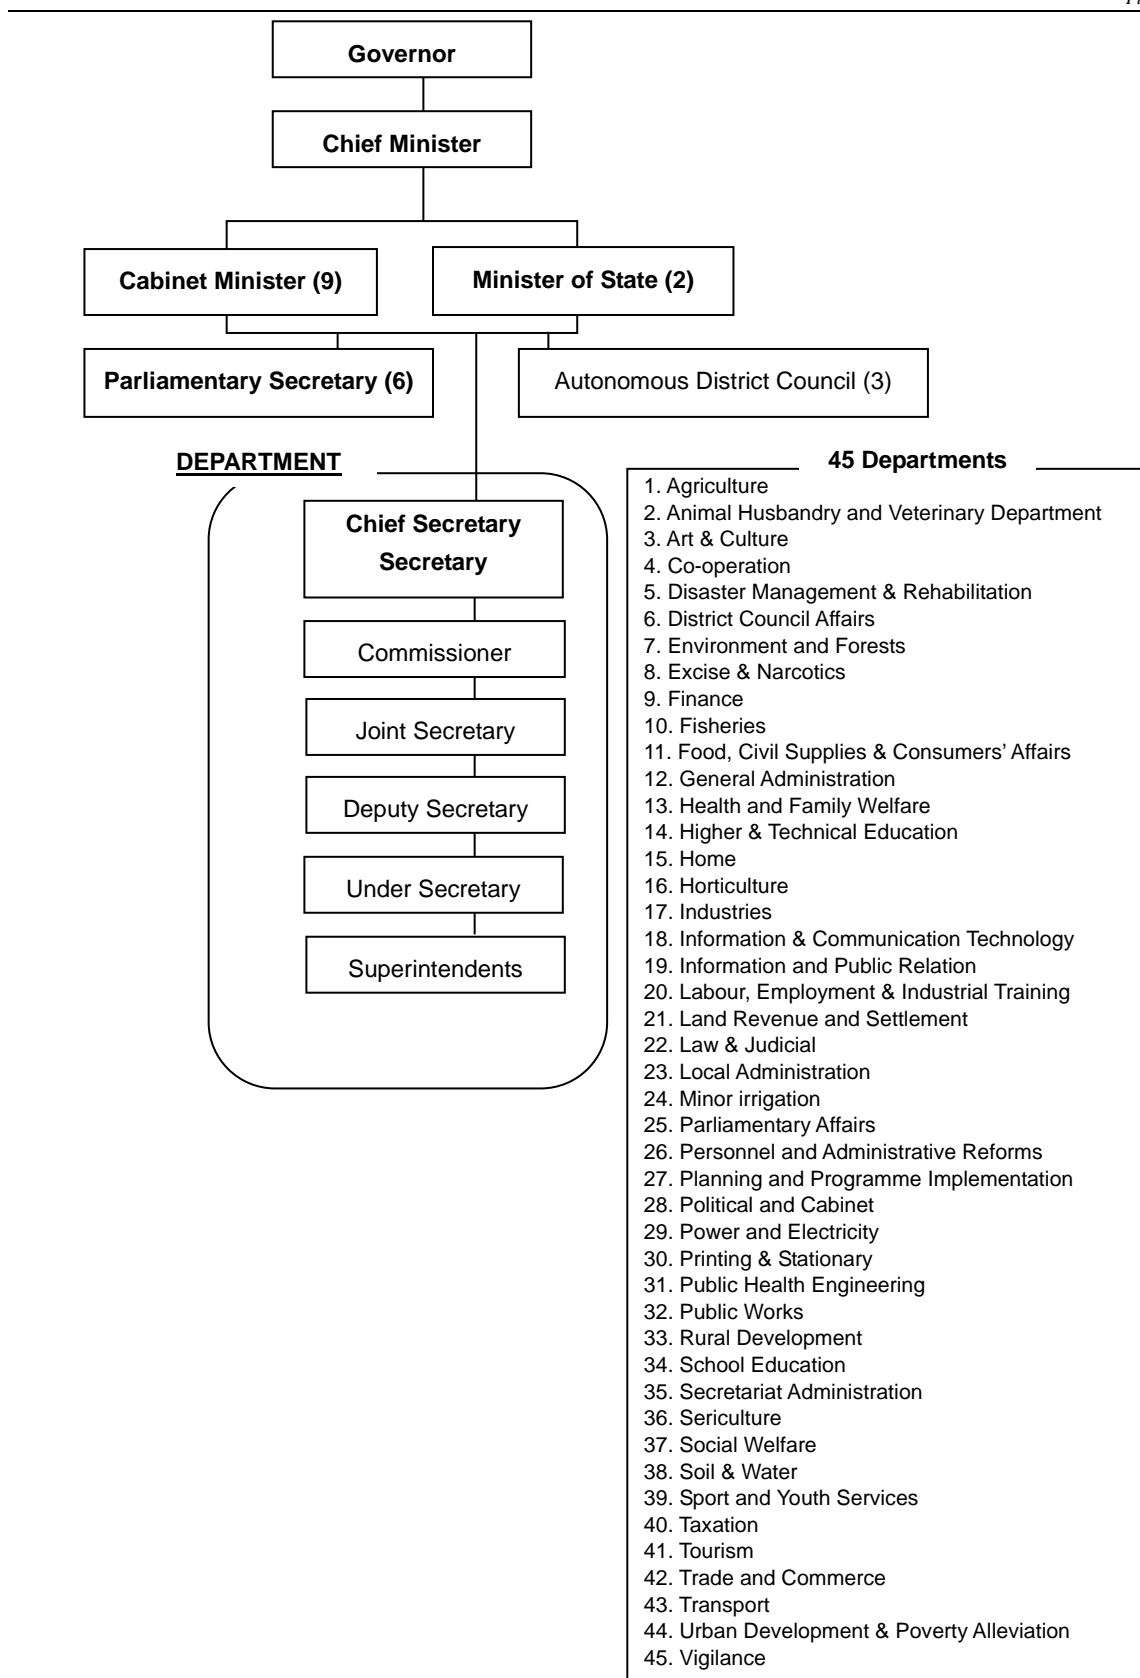 Governor
Chief Minister
Cabinet Minister (9)
Minister of State (2)
Parliamentary Secretary (6)
Autonomous District Council (3)
DEPARTMENT
Chief Secretary
Secretary
Commissioner
Joint Secretary
Deputy Secretary
Under Secretary
Superintendents
45 Departments
1. Agriculture
2. Animal Husbandry and Veterinary Department
3. Art & Culture
4. Co-operation
5. Disaster Management & Rehabilitation
6. District Council Affairs
7. Environment and Forests
8. Excise & Narcotics
9. Finance
10. Fisheries
11. Food, Civil Supplies & Consumers’ Affairs
12. General Administration
13. Health and Family Welfare
14. Higher & Technical Education
15. Home
16. Horticulture
17. Industries
18. Information & Communication Technology
19. Information and Public Relation
20. Labour, Employment & Industrial Training
21. Land Revenue and Settlement
22. Law & Judicial
23. Local Administration
24. Minor irrigation
25. Parliamentary Affairs
26. Personnel and Administrative Reforms
27. Planning and Programme Implementation
28. Political and Cabinet
29. Power and Electricity
30. Printing & Stationary
31. Public Health Engineering
32. Public Works
33. Rural Development
34. School Education
35. Secretariat Administration
36. Sericulture
37. Social Welfare
38. Soil & Water
39. Sport and Youth Services
40. Taxation
41. Tourism
42. Trade and Commerce
43. Transport
44. Urban Development & Poverty Alleviation
45. Vigilance